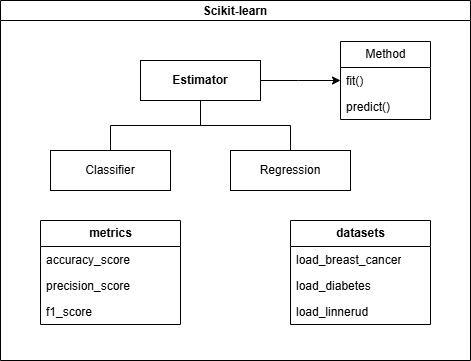 Scikit-learn
Estimator
Method
fit()
predict()
Classifier
Regression
metrics
accuracy_score
precision_score
f1_score
datasets
load_breast_cancer
load_diabetes
load_linnerud